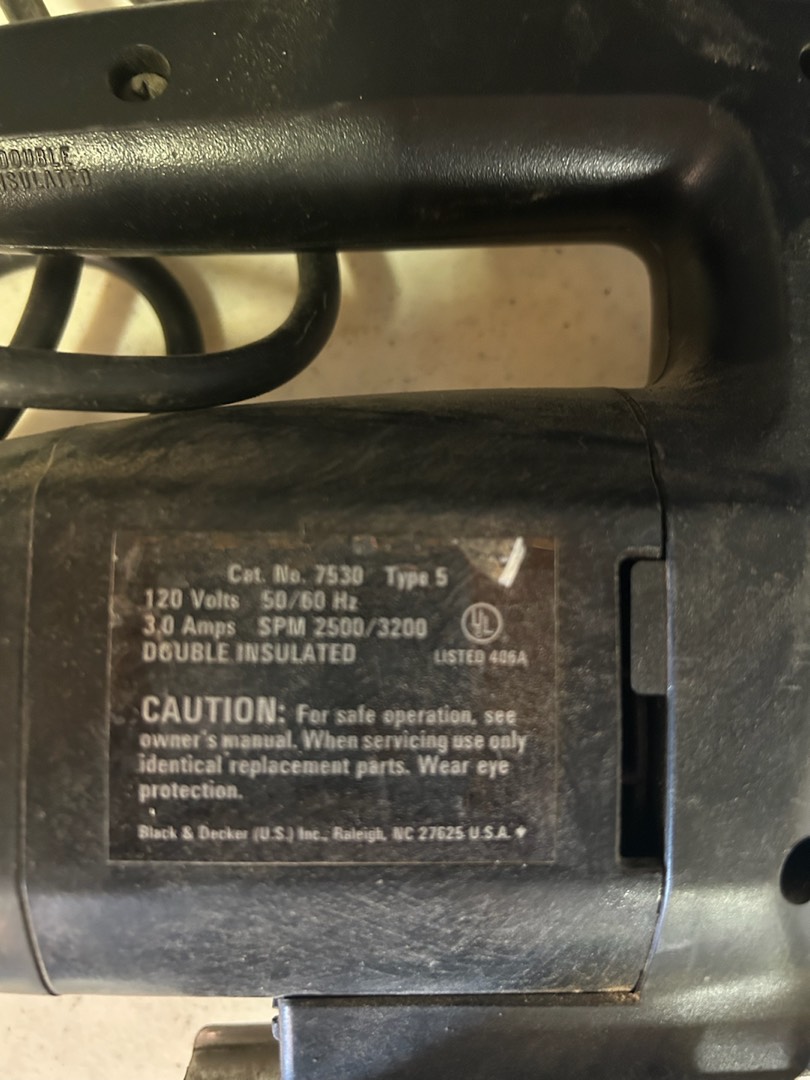 DOUBLE
INSULATED
Cat. No. 7530 Type 5
120 Volts 50/60 Hz
3.0 Amps SPM 2500/3200
DOUBLE INSULATED
UL
LISTED 406A
CAUTION: For safe operation, see
owner's manual. When servicing use only
identical replacement parts. Wear eye
protection.
Black & Decker (U.S.) Inc., Raleigh, NC 27625 U.S.A.